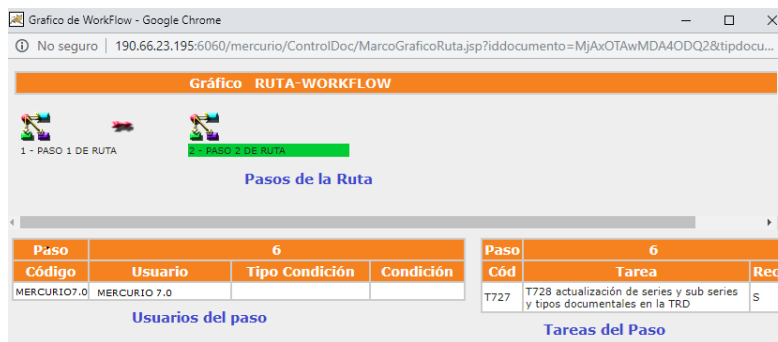 Grafico de WorkFlow - Google Chrome
No seguro | 190.66.23.195:6060/mercurio/ControlDoc/MarcoGraficoRuta.jsp?iddocumento=MjAxOTAwMDA4ODQ2&tipdocu...
Gráfico RUTA-WORKFLOW
1 - PASO 1 DE RUTA
2 - PASO 2 DE RUTA
Pasos de la Ruta
Paso 6
Código Usuario Tipo Condición Condición
MERCURIO7.0 MERCURIO 7.0
Usuarios del paso
Paso 6
Cód Tarea Rec
T727 T728 actualización de series y sub series S
y tipos documentales en la TRD
Tareas del Paso